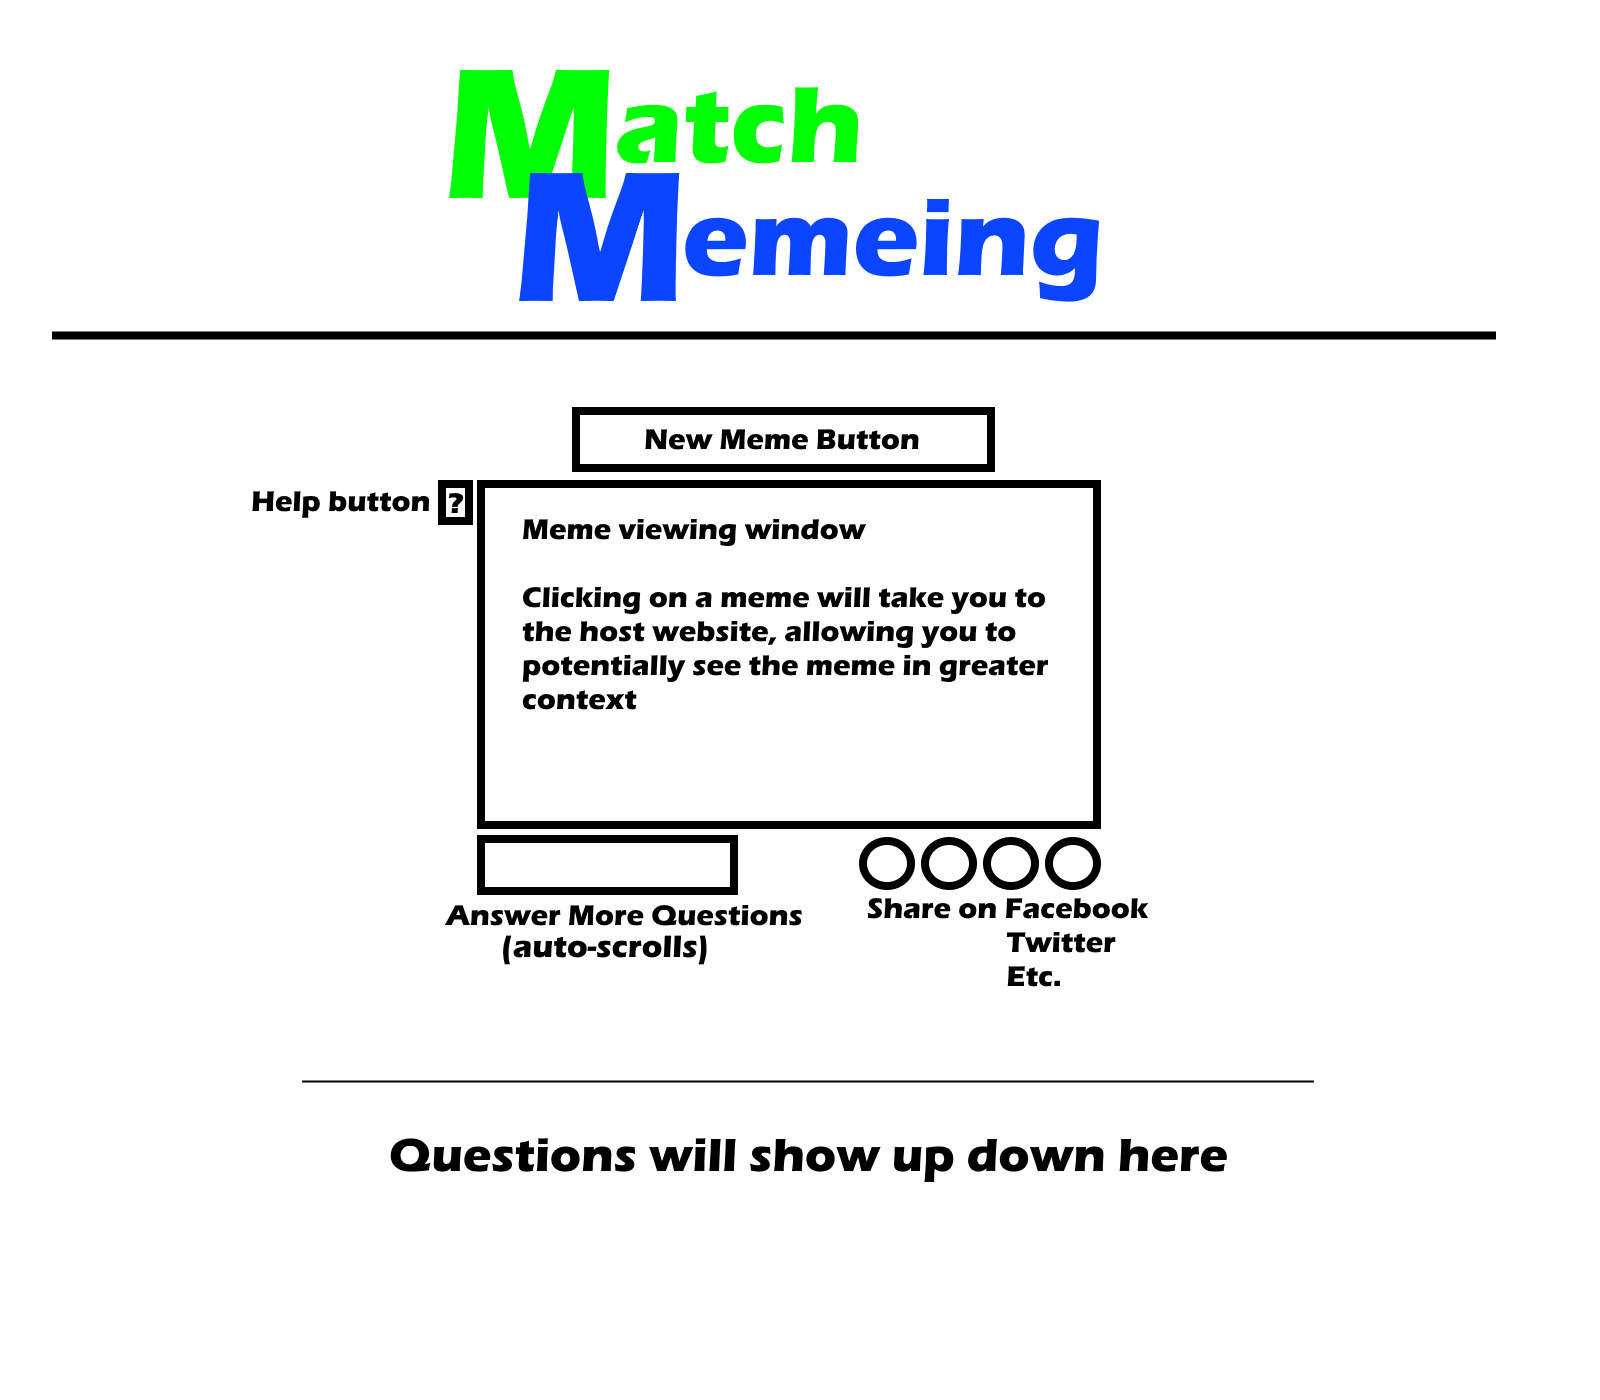 Match
Memeing
New Meme Button
Help button ?
Meme viewing window
Clicking on a meme will take you to
the host website, allowing you to
potentially see the meme in greater
context
Answer More Questions
(auto-scrolls)
Share on Facebook
Twitter
Etc.
Questions will show up down here